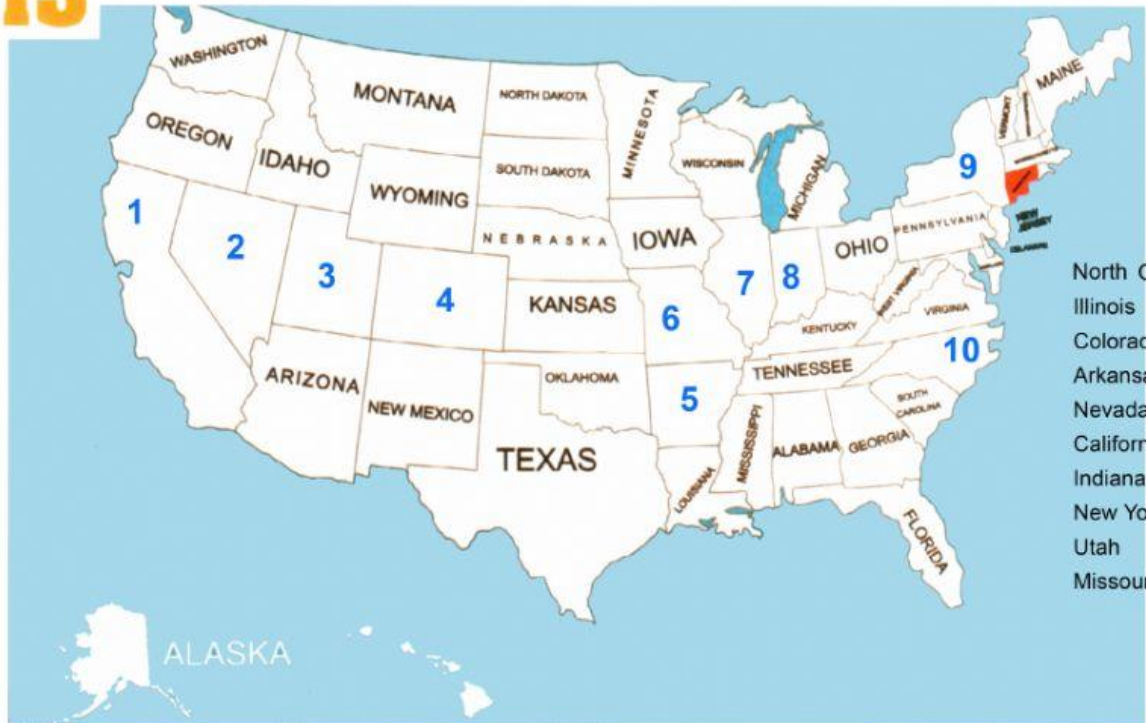 WASHINGTON
MONTANA
NORTH DAKOTA
MINNESOTA
MAINE
VERMONT
OREGON
IDAHO
SOUTH DAKOTA
WISCONSIN
MICHIGAN
WYOMING
9
1
NEW JERSEY
NEBRASKA
IOWA
OHIO
PENNSYLVANIA
2
3
4
KANSAS
6
7
8
WEST VIRGINIA
VIRGINIA
KENTUCKY
10
ARIZONA
NEW MEXICO
OKLAHOMA
5
TENNESSEE
SOUTH CAROLINA
TEXAS
LOUISIANA
MISSISSIPPI
ALABAMA
GEORGIA
FLORIDA
ALASKA
North C
Illinois
Colorad
Arkansa
Nevada
Californ
Indiana
New Yo
Utah
Missour